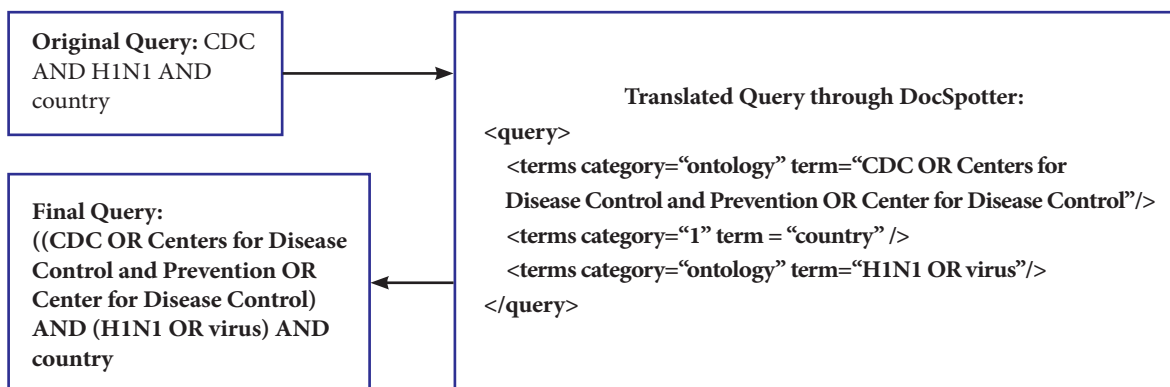 Original Query: CDC
AND H1N1 AND
country
Translated Query through DocSpotter:
<query>
<terms category=“ontology” term=“CDC OR Centers for
Disease Control and Prevention OR Center for Disease Control”/>
<terms category=“1” term = “country” />
<terms category=“ontology” term=“H1N1 OR virus”/>
</query>
Final Query:
((CDC OR Centers for Disease
Control and Prevention OR
Center for Disease Control)
AND (H1N1 OR virus) AND
country